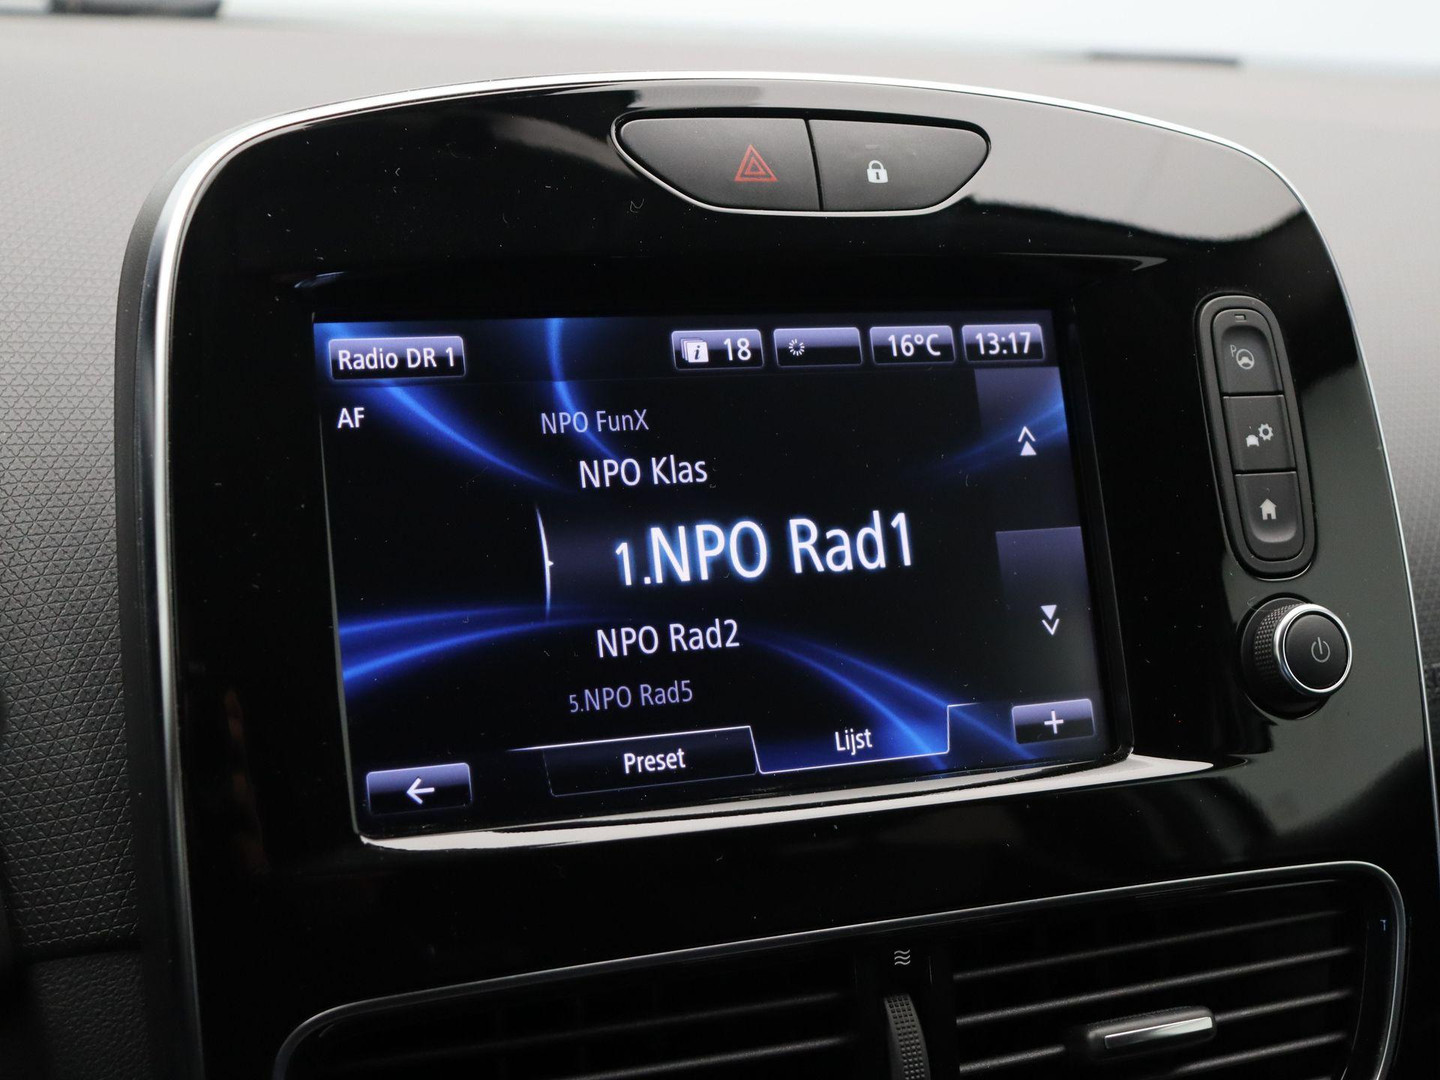 Radio DR 1
18
16°C
13:17
AF
NPO FunX
NPO Klas
1.NPO Rad1
NPO Rad2
5.NPO Rad5
Preset
Lijst
+
P